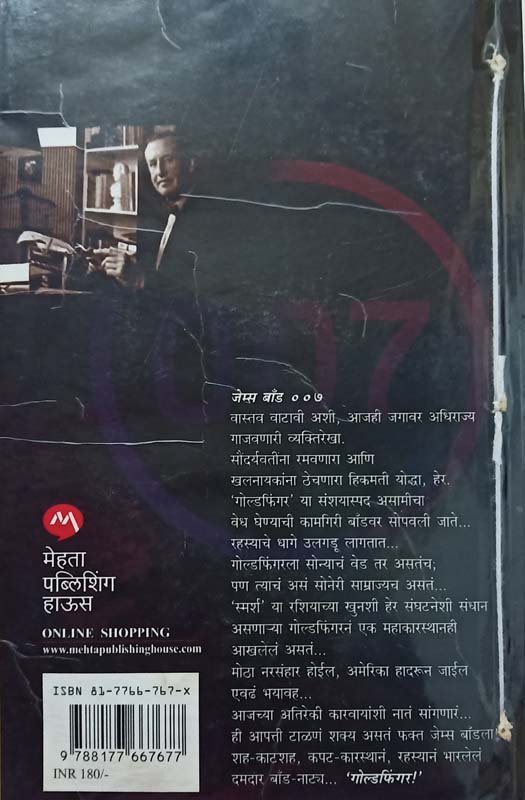 जेम्स बाँड ००७
वास्तव वाटावी अशी, आजही जगावर अधिराज्य
गाजवणारी व्यक्तिरेखा.
सौंदर्यवतींना रमवणारा आणि
खलनायकांना ठेचणारा हिकमती योद्धा, हेर.
'गोल्डफिंगर' या संशयास्पद असामीचा
वेध घेण्याची कामगिरी बाँडवर सोपवली जाते...
रहस्याचे धागे उलगडू लागतात...
गोल्डफिंगरला सोन्याचं वेड तर असतंच;
पण त्याचं असं सोनेरी साम्राज्यच असतं...
'स्मर्श' या रशियाच्या खुनशी हेर संघटनेशी संधान
असणाऱ्या गोल्डफिंगरनं एक महाकारस्थानही
आखलेलं असतं...
मोठा नरसंहार होईल, अमेरिका हादरून जाईल
एवढं भयावह...
आजच्या अतिरेकी कारवायांशी नातं सांगणारं...
ही आपत्ती टाळणं शक्य असतं फक्त जेम्स बाँडला
शह-काटशह, कपट-कारस्थानं, रहस्यानं भारलेलं
दमदार बाँड-नाट्य... 'गोल्डफिंगर!'
मेहता
पब्लिशिंग
हाऊस
ONLINE SHOPPING
www.mehtapublishinghouse.com
ISBN 81-7766-767-X
9 788177 667677
INR 180/-
007